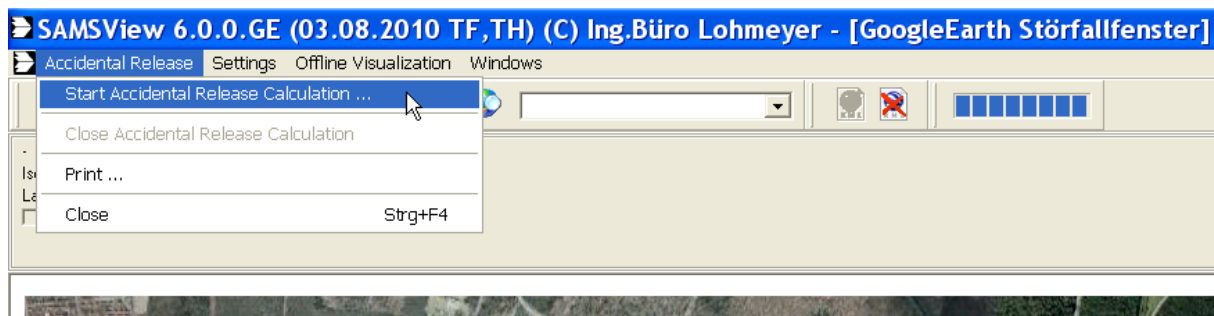 SAMSView 6.0.0.GE (03.08.2010 TF,TH) (C) Ing.Büro Lohmeyer - [GoogleEarth Störfallfenster]
Accidental Release Settings Offline Visualization Windows
Start Accidental Release Calculation ...
Close Accidental Release Calculation
Print ...
Close Strg+F4